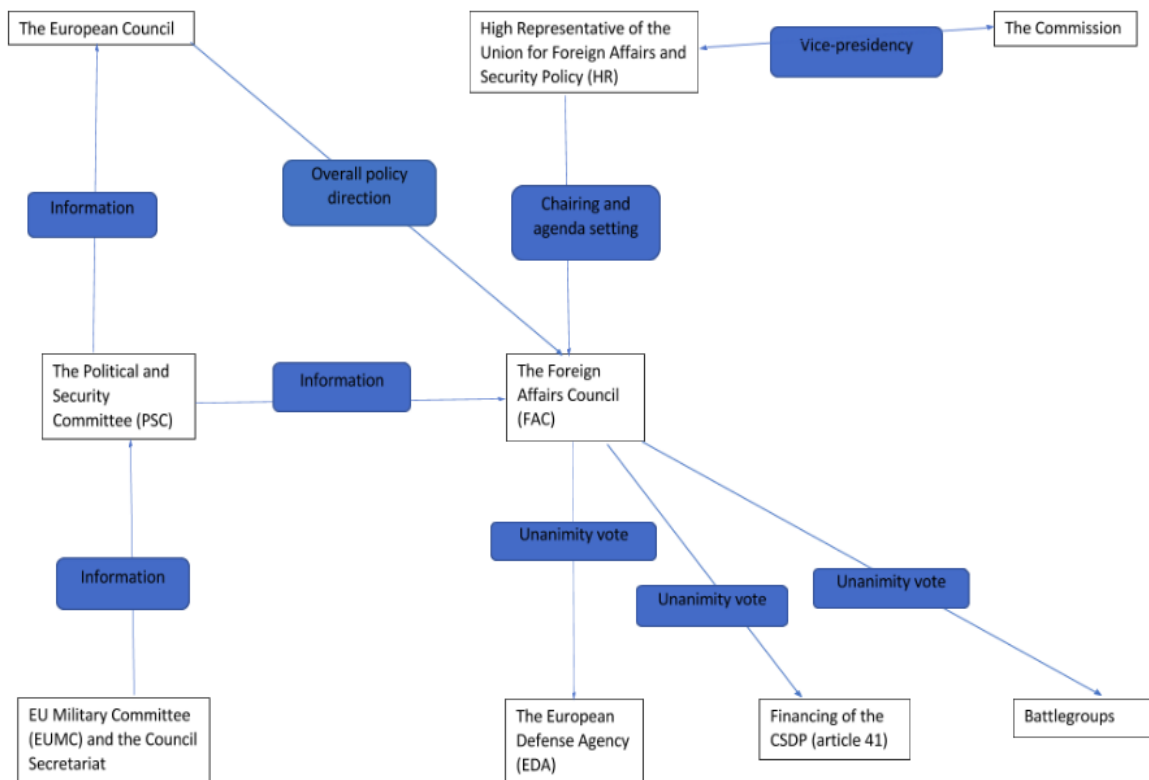 The European Council
High Representative of the
Union for Foreign Affairs and
Security Policy (HR)
Vice-presidency
The Commission
Information
Overall policy
direction
Chairing and
agenda setting
The Political and
Security
Committee (PSC)
Information
The Foreign
Affairs Council
(FAC)
Information
Unanimity vote
Unanimity vote
Unanimity vote
EU Military Committee
(EUMC) and the Council
Secretariat
The European
Defense Agency
(EDA)
Financing of the
CSDP (article 41)
Battlegroups